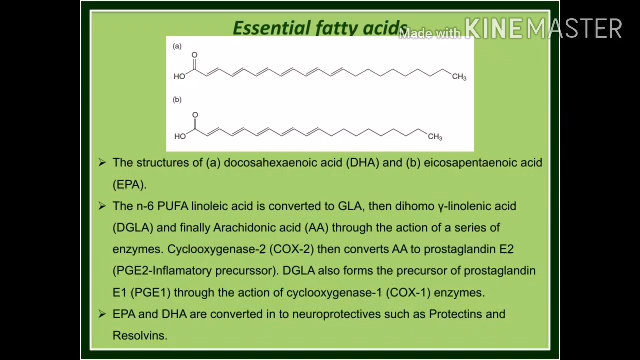 Essential fatty acids
Made with KINEMASTER
(a)
O
HO
CH3
(b)
O
HO
CH3
➢ The structures of (a) docosahexaenoic acid (DHA) and (b) eicosapentaenoic acid
(EPA).
➢ The n-6 PUFA linoleic acid is converted to GLA, then dihomo γ-linolenic acid
(DGLA) and finally Arachidonic acid (AA) through the action of a series of
enzymes. Cyclooxygenase-2 (COX-2) then converts AA to prostaglandin E2
(PGE2-Inflamatory precurssor). DGLA also forms the precursor of prostaglandin
E1 (PGE1) through the action of cyclooxygenase-1 (COX-1) enzymes.
➢ EPA and DHA are converted in to neuroprotectives such as Protectins and
Resolvins.